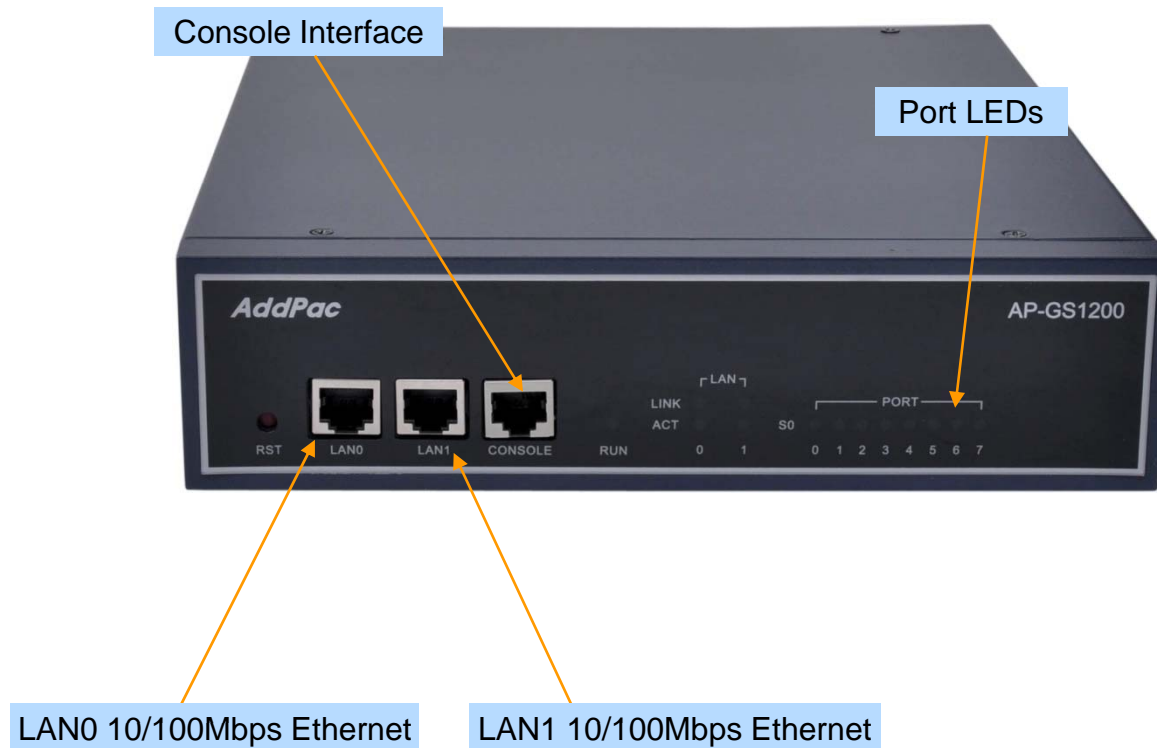 Console Interface
Port LEDs
AddPac
AP-GS1200
LAN
LINK
PORT
ACT
S0
RST
LAN0
LAN1
CONSOLE
RUN
0 1
0 1 2 3 4 5 6 7
LAN0 10/100Mbps Ethernet
LAN1 10/100Mbps Ethernet